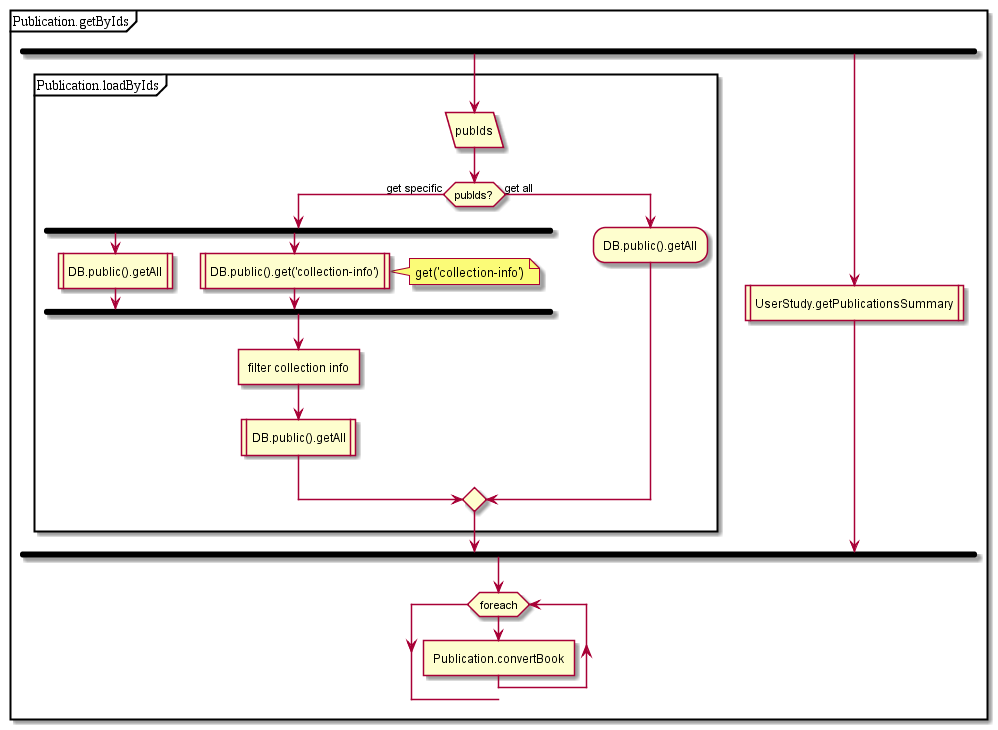 Publication.getByIds
Publication.loadByIds
pubIds
get specific
pubIds?
get all
DB.public().getAll
DB.public().getAll
DB.public().get('collection-info')
get('collection-info')
UserStudy.getPublicationsSummary
filter collection info
DB.public().getAll
foreach
Publication.convertBook